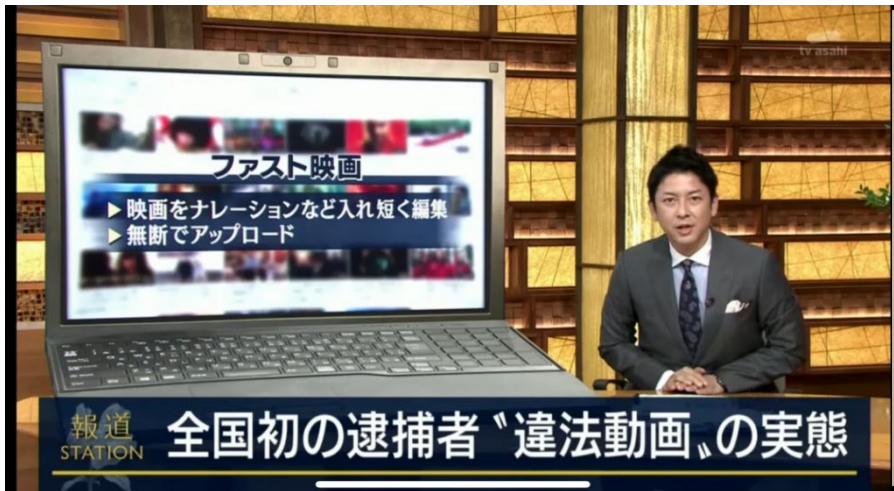 tv asahi
ファスト映画
▶映画をナレーションなど入れ短く編集
▶無断でアップロード
報道
STATION
全国初の逮捕者〝違法動画〟の実態